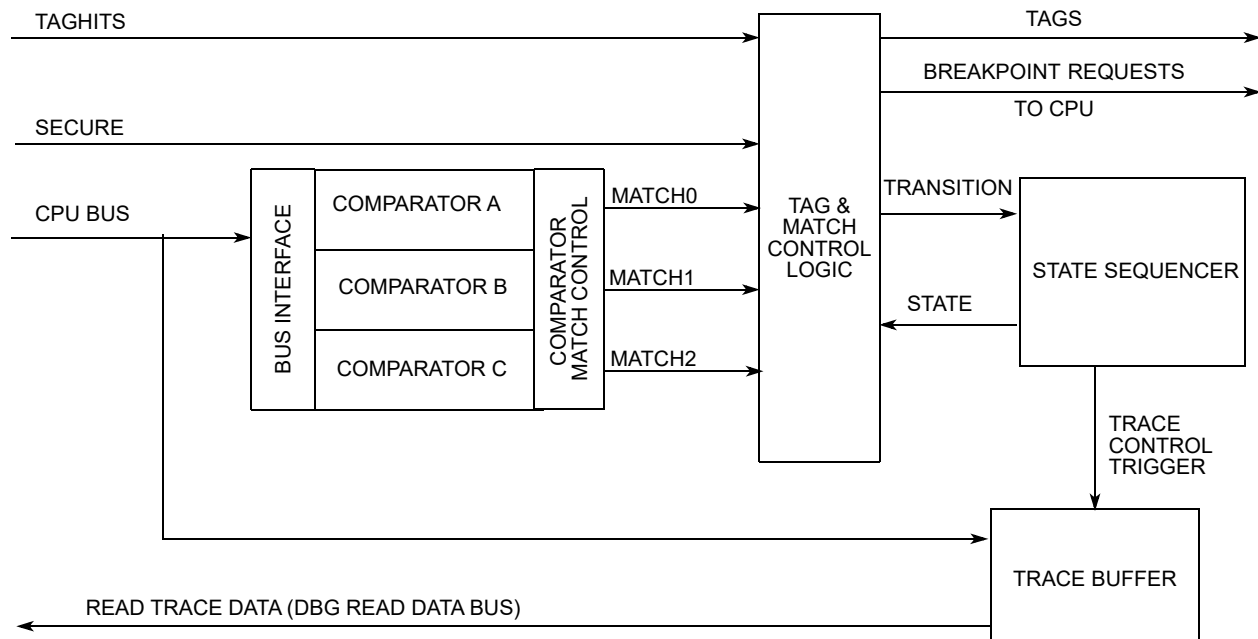 TAGHITS
TAGS
BREAKPOINT REQUESTS
TO CPU
SECURE
CPU BUS
BUS INTERFACE
COMPARATOR A
COMPARATOR B
COMPARATOR C
COMPARATOR
MATCH CONTROL
MATCH0
MATCH1
MATCH2
TAG &
MATCH
CONTROL
LOGIC
TRANSITION
STATE
STATE SEQUENCER
TRACE
CONTROL
TRIGGER
TRACE BUFFER
READ TRACE DATA (DBG READ DATA BUS)